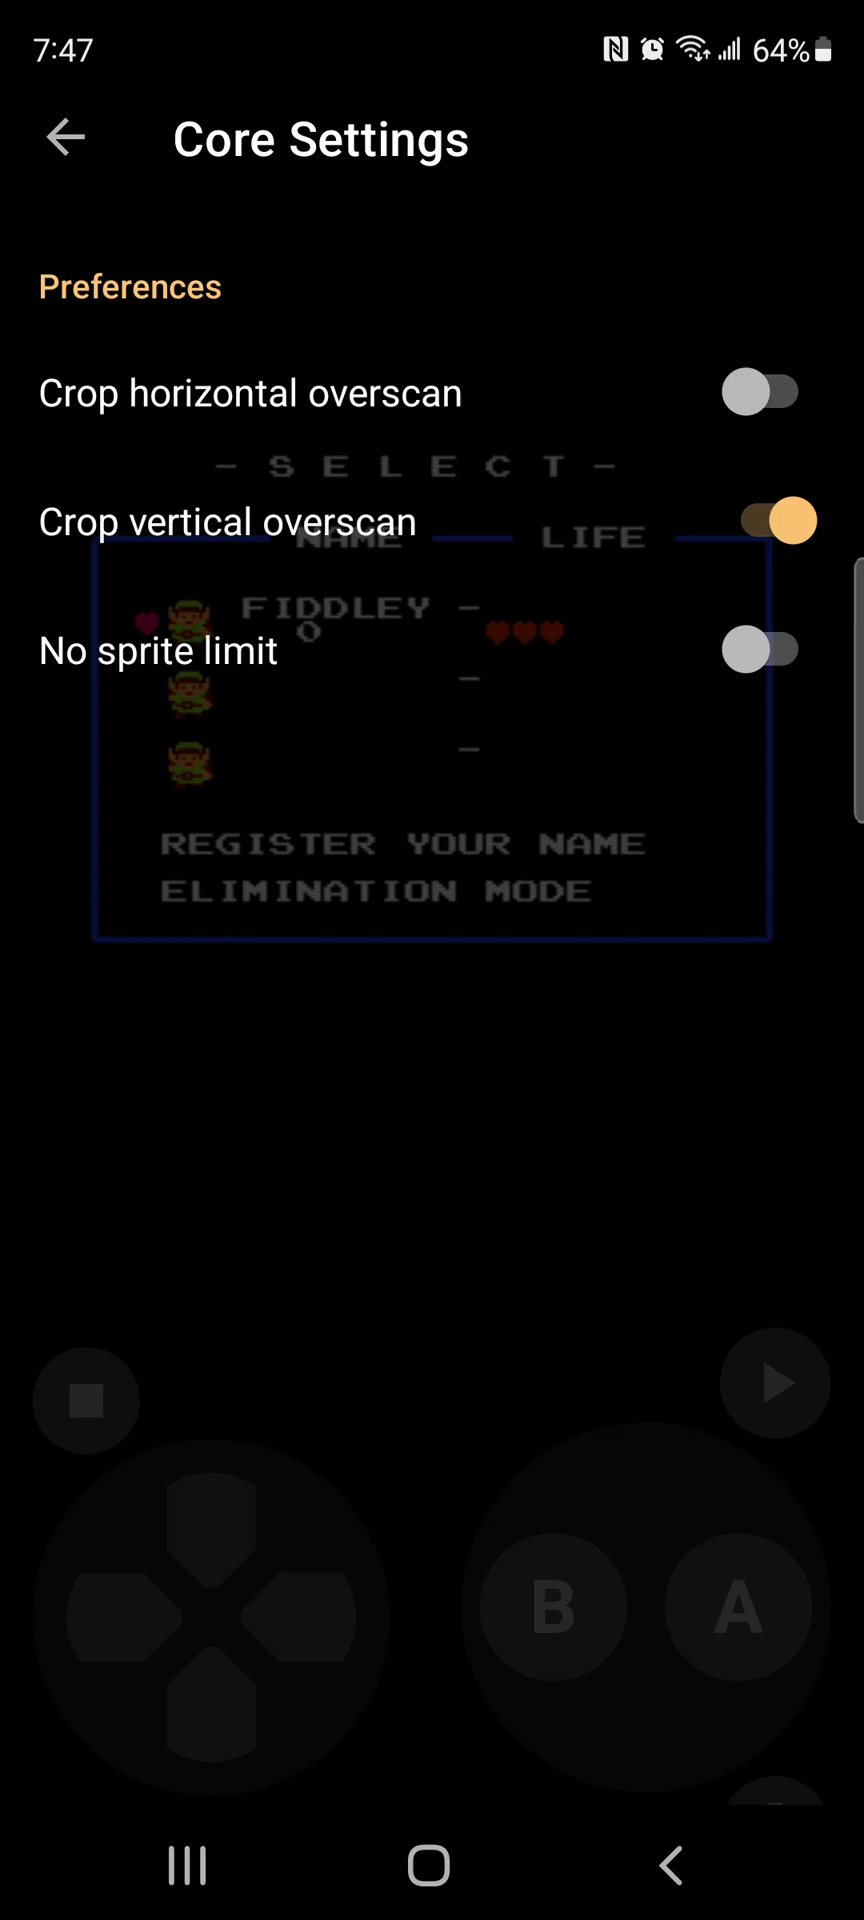 7:47
64%
Core Settings
Preferences
Crop horizontal overscan
- S E L E C T -
Crop vertical overscan
NAME LIFE
FIDDLEY -
0
No sprite limit
-
-
REGISTER YOUR NAME
ELIMINATION MODE
B A